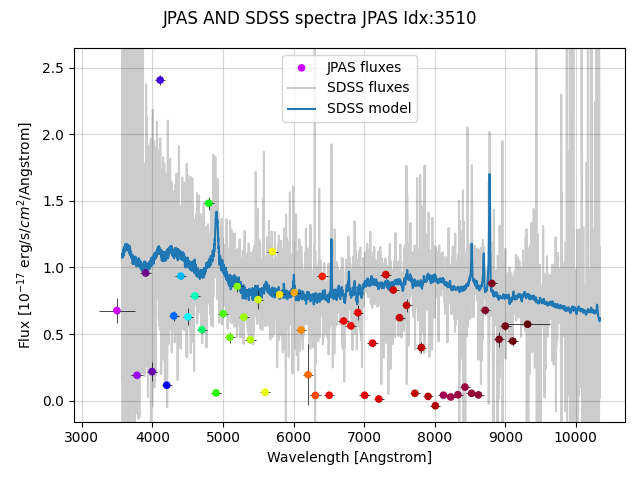 JPAS AND SDSS spectra JPAS Idx:3510
JPAS fluxes
SDSS fluxes
SDSS model
Flux [10^{-17} erg/s/cm^2/Angstrom]
2.5
2.0
1.5
1.0
0.5
0.0
3000 4000 5000 6000 7000 8000 9000 10000
Wavelength [Angstrom]